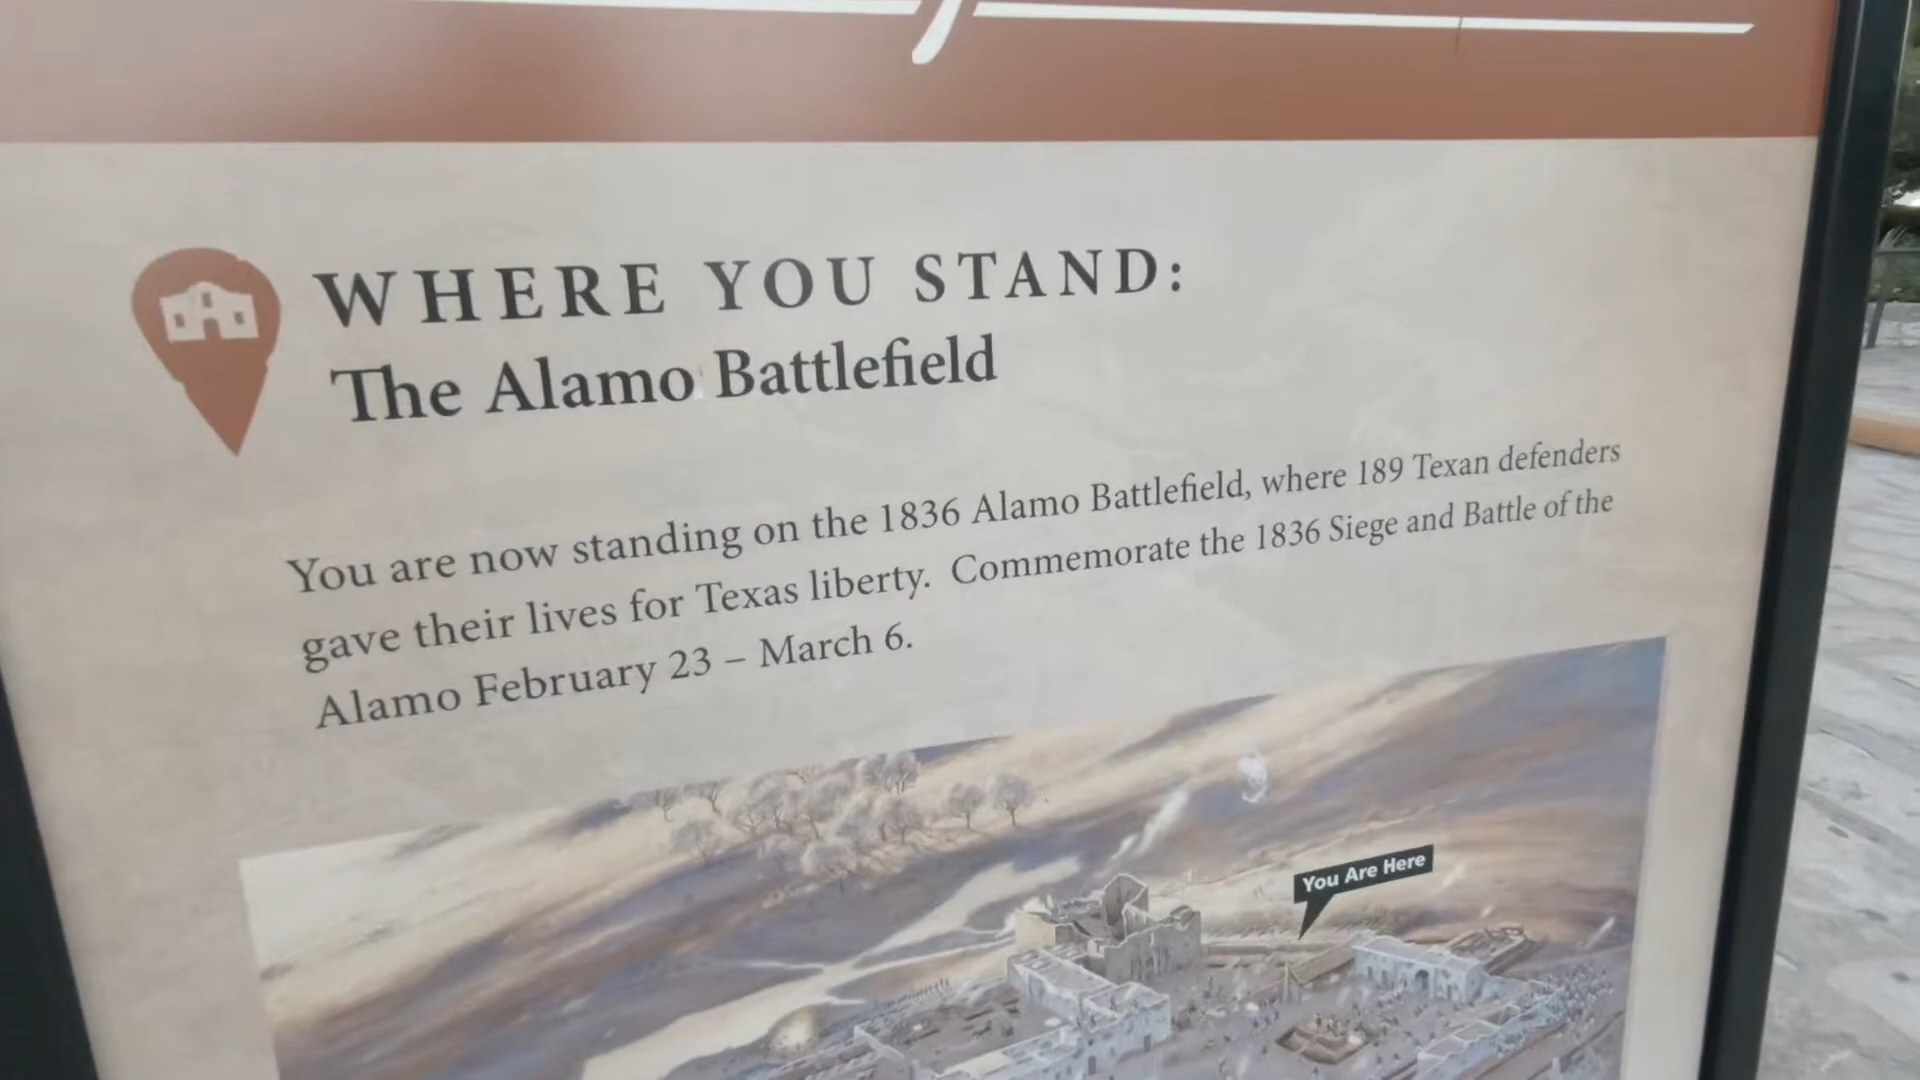 WHERE YOU STAND:
The Alamo Battlefield
You are now standing on the 1836 Alamo Battlefield, where 189 Texan defenders
gave their lives for Texas liberty.  Commemorate the 1836 Siege and Battle of the
Alamo February 23 – March 6.
You Are Here